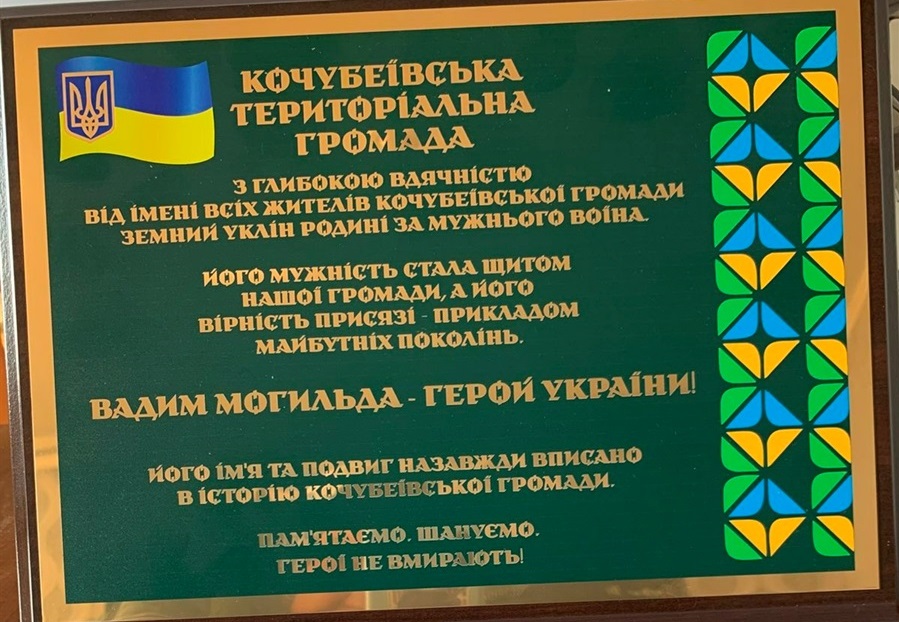 КОЧУБЕЇВСЬКА
ТЕРИТОРІАЛЬНА
ГРОМАДА
З ГЛИБОКОЮ ВДЯЧНІСТЮ
ВІД ІМЕНІ ВСІХ ЖИТЕЛІВ КОЧУБЕЇВСЬКОЇ ГРОМАДИ
ЗЕМНИЙ УКЛІН РОДИНІ ЗА МУЖНЬОГО ВОЇНА.
ЙОГО МУЖНІСТЬ СТАЛА ЩИТОМ
НАШОЇ ГРОМАДИ, А ЙОГО
ВІРНІСТЬ ПРИСЯЗІ - ПРИКЛАДОМ
МАЙБУТНІХ ПОКОЛІНЬ.
ВАДИМ МОГИЛЬДА - ГЕРОЙ УКРАЇНИ!
ЙОГО ІМ'Я ТА ПОДВИГ НАЗАВЖДИ ВПИСАНО
В ІСТОРІЮ КОЧУБЕЇВСЬКОЇ ГРОМАДИ.
ПАМ'ЯТАЄМО. ШАНУЄМО.
ГЕРОЇ НЕ ВМИРАЮТЬ!